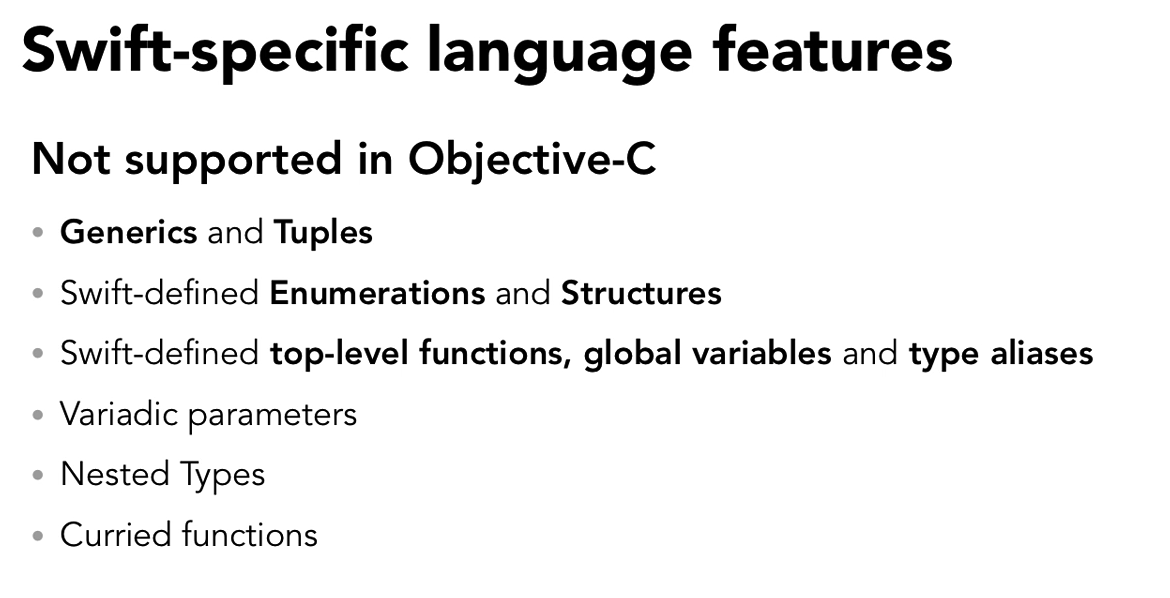 Swift-specific language features
Not supported in Objective-C
• Generics and Tuples
• Swift-defined Enumerations and Structures
• Swift-defined top-level functions, global variables and type aliases
• Variadic parameters
• Nested Types
• Curried functions